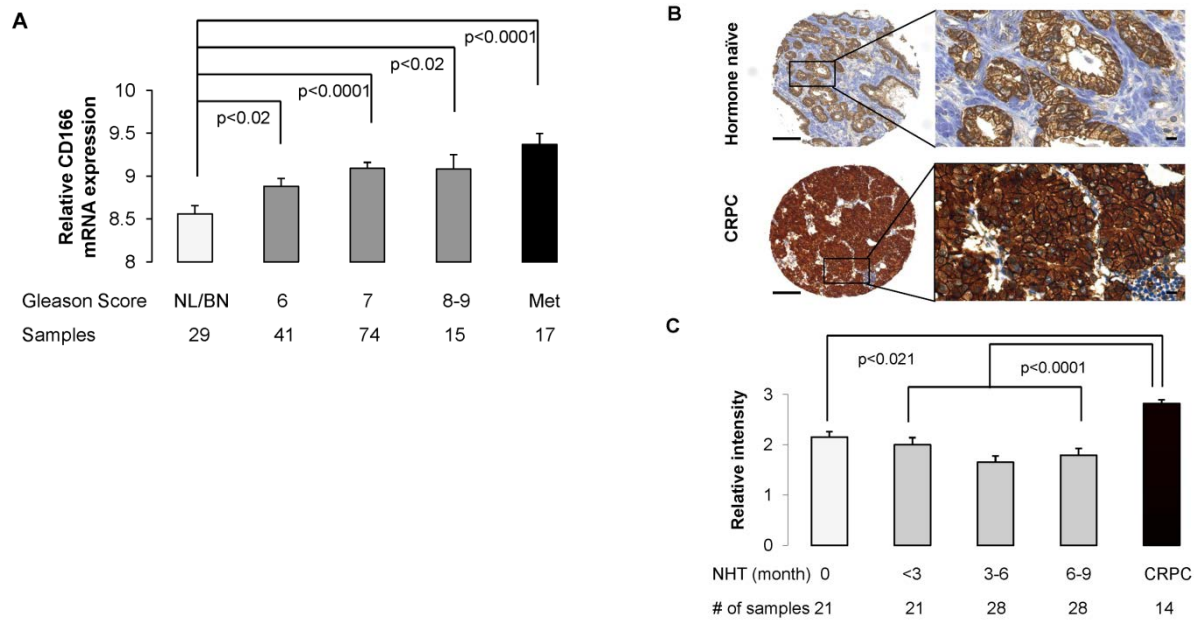 A
p<0.0001
p<0.02
p<0.0001
p<0.02
Relative CD166
mRNA expression
10
9.5
9
8.5
8
Gleason Score NL/BN 6 7 8-9 Met
Samples 29 41 74 15 17
B
Hormone naïve
CRPC
C
p<0.021
p<0.0001
Relative intensity
3
2
1
0
NHT (month) 0 <3 3-6 6-9 CRPC
# of samples 21 21 28 28 14